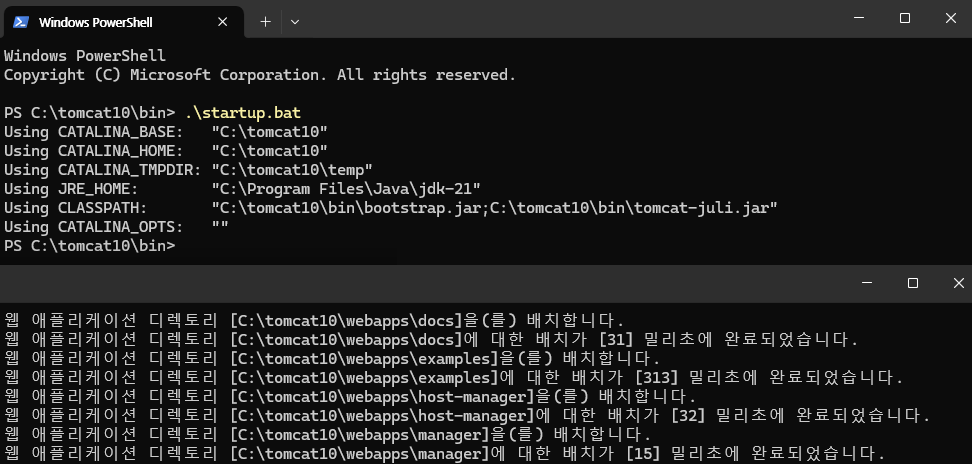 Windows PowerShell
Windows PowerShell
Copyright (C) Microsoft Corporation. All rights reserved.
PS C:\tomcat10\bin> .\startup.bat
Using CATALINA_BASE:   "C:\tomcat10"
Using CATALINA_HOME:   "C:\tomcat10"
Using CATALINA_TMPDIR: "C:\tomcat10\temp"
Using JRE_HOME:        "C:\Program Files\Java\jdk-21"
Using CLASSPATH:       "C:\tomcat10\bin\bootstrap.jar;C:\tomcat10\bin\tomcat-juli.jar"
Using CATALINA_OPTS:   ""
PS C:\tomcat10\bin>
웹 애플리케이션 디렉토리 [C:\tomcat10\webapps\docs]을(를) 배치합니다.
웹 애플리케이션 디렉토리 [C:\tomcat10\webapps\docs]에 대한 배치가 [31] 밀리초에 완료되었습니다.
웹 애플리케이션 디렉토리 [C:\tomcat10\webapps\examples]을(를) 배치합니다.
웹 애플리케이션 디렉토리 [C:\tomcat10\webapps\examples]에 대한 배치가 [313] 밀리초에 완료되었습니다.
웹 애플리케이션 디렉토리 [C:\tomcat10\webapps\host-manager]을(를) 배치합니다.
웹 애플리케이션 디렉토리 [C:\tomcat10\webapps\host-manager]에 대한 배치가 [32] 밀리초에 완료되었습니다.
웹 애플리케이션 디렉토리 [C:\tomcat10\webapps\manager]을(를) 배치합니다.
웹 애플리케이션 디렉토리 [C:\tomcat10\webapps\manager]에 대한 배치가 [15] 밀리초에 완료되었습니다.